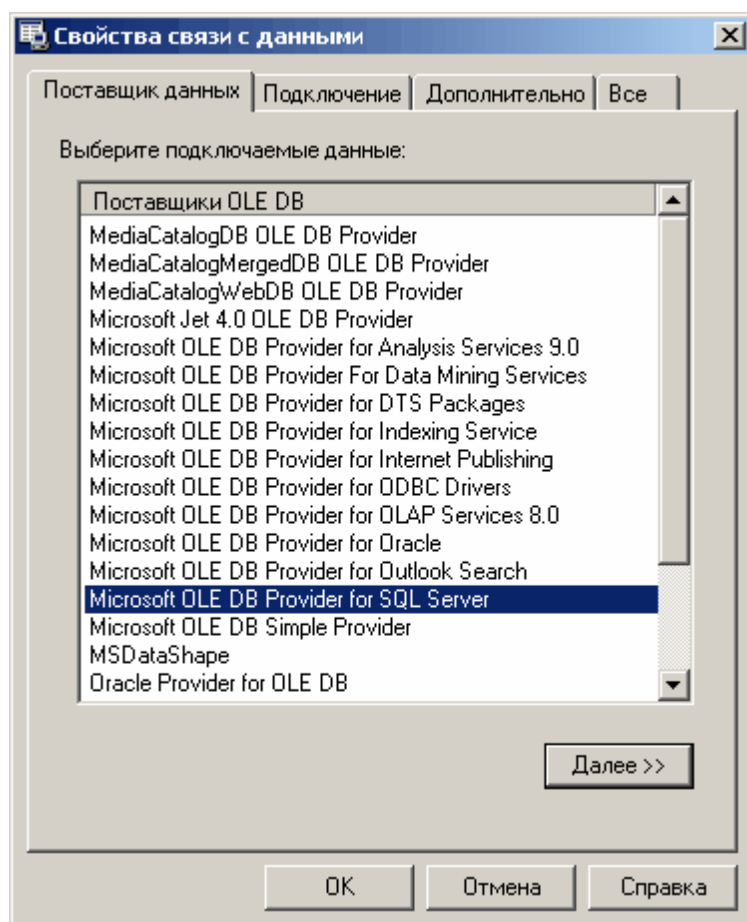 Свойства связи с данными
Поставщик данных
Подключение
Дополнительно
Все
Выберите подключаемые данные:
Поставщики OLE DB
MediaCatalogDB OLE DB Provider
MediaCatalogMergedDB OLE DB Provider
MediaCatalogWebDB OLE DB Provider
Microsoft Jet 4.0 OLE DB Provider
Microsoft OLE DB Provider for Analysis Services 9.0
Microsoft OLE DB Provider For Data Mining Services
Microsoft OLE DB Provider for DTS Packages
Microsoft OLE DB Provider for Indexing Service
Microsoft OLE DB Provider for Internet Publishing
Microsoft OLE DB Provider for ODBC Drivers
Microsoft OLE DB Provider for OLAP Services 8.0
Microsoft OLE DB Provider for Oracle
Microsoft OLE DB Provider for Outlook Search
Microsoft OLE DB Provider for SQL Server
Microsoft OLE DB Simple Provider
MSDataShape
Oracle Provider for OLE DB
Далее >>
OK
Отмена
Справка